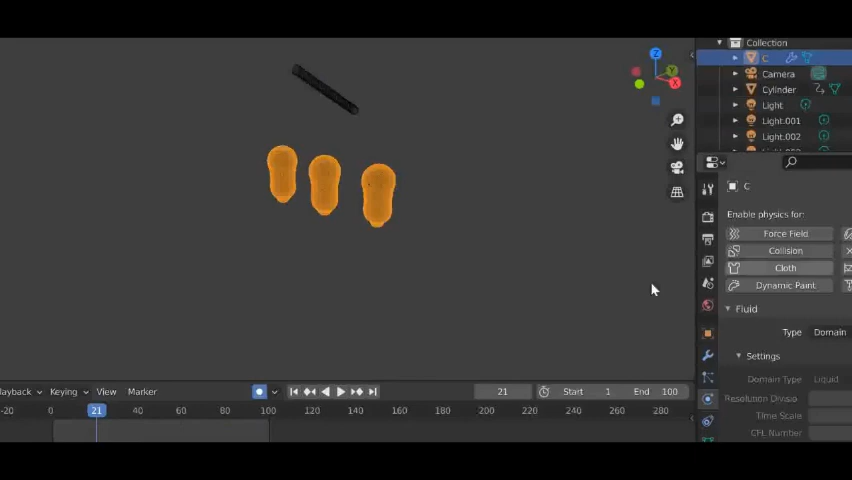 Collection
C
Z
Y
X
Camera
Cylinder
Light
Light.001
Light.002
C
Enable physics for:
Force Field
Collision
Cloth
Dynamic Paint
Fluid
Type Domain
Settings
Domain Type Liquid
Resolution Divisio
Time Scale
CFL Number
layback Keying View Marker 21 Start 1 End 100
-20 0 21 40 60 80 100 120 140 160 180 200 220 240 260 280